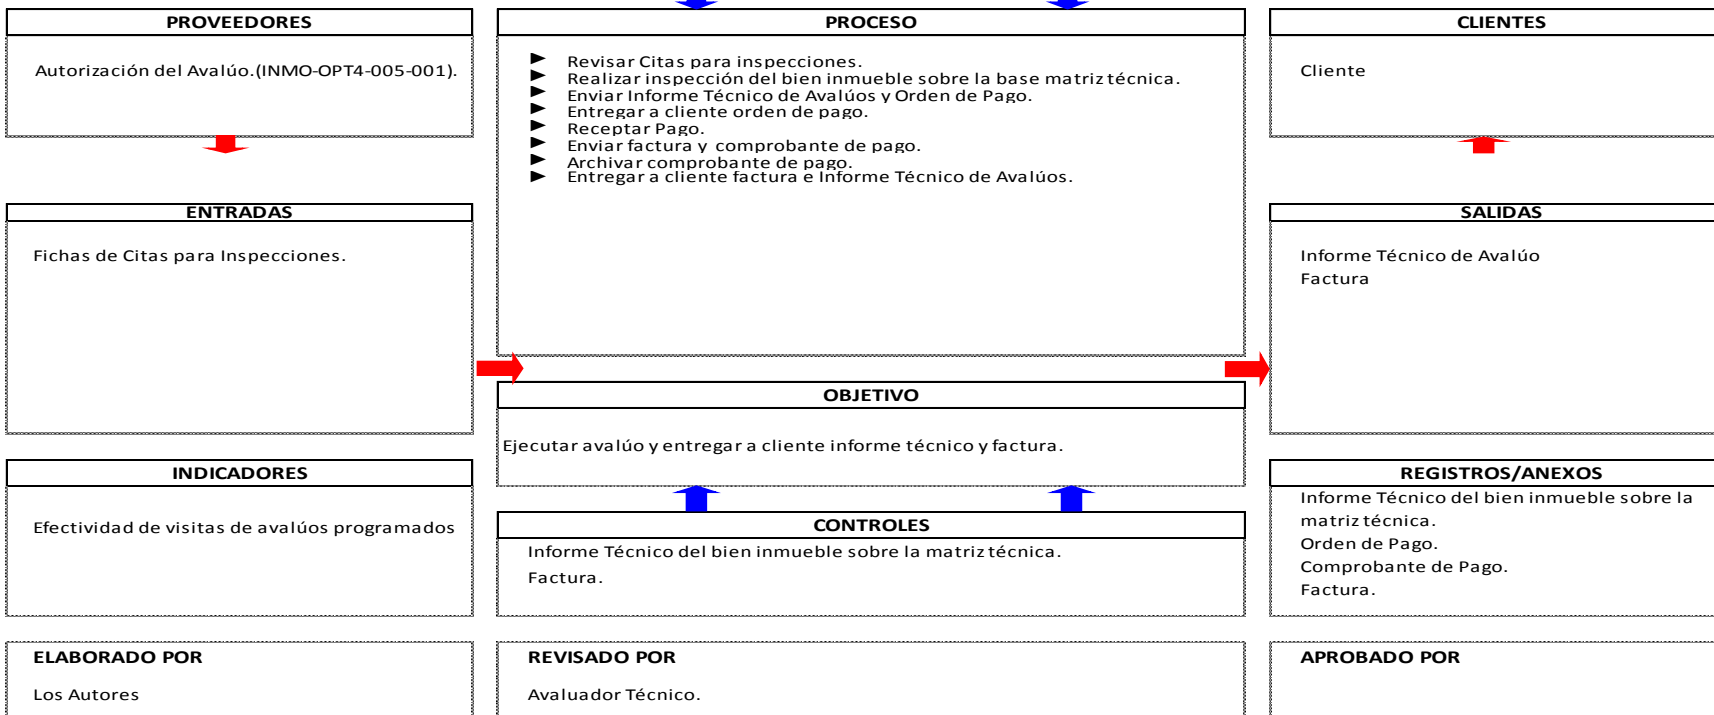 PROVEEDORES
Autorización del Avalúo.(INMO-OPT4-005-001).
PROCESO
► Revisar Citas para inspecciones.
► Realizar inspección del bien inmueble sobre la base matriz técnica.
► Enviar Informe Técnico de Avalúos y Orden de Pago.
► Entregar a cliente orden de pago.
► Receptar Pago.
► Enviar factura y comprobante de pago.
► Archivar comprobante de pago.
► Entregar a cliente factura e Informe Técnico de Avalúos.
CLIENTES
Cliente
ENTRADAS
Fichas de Citas para Inspecciones.
SALIDAS
Informe Técnico de Avalúo
Factura
OBJETIVO
Ejecutar avalúo y entregar a cliente informe técnico y factura.
INDICADORES
Efectividad de visitas de avalúos programados
CONTROLES
Informe Técnico del bien inmueble sobre la matriz técnica.
Factura.
REGISTROS/ANEXOS
Informe Técnico del bien inmueble sobre la
matriz técnica.
Orden de Pago.
Comprobante de Pago.
Factura.
ELABORADO POR
Los Autores
REVISADO POR
Avaluador Técnico.
APROBADO POR